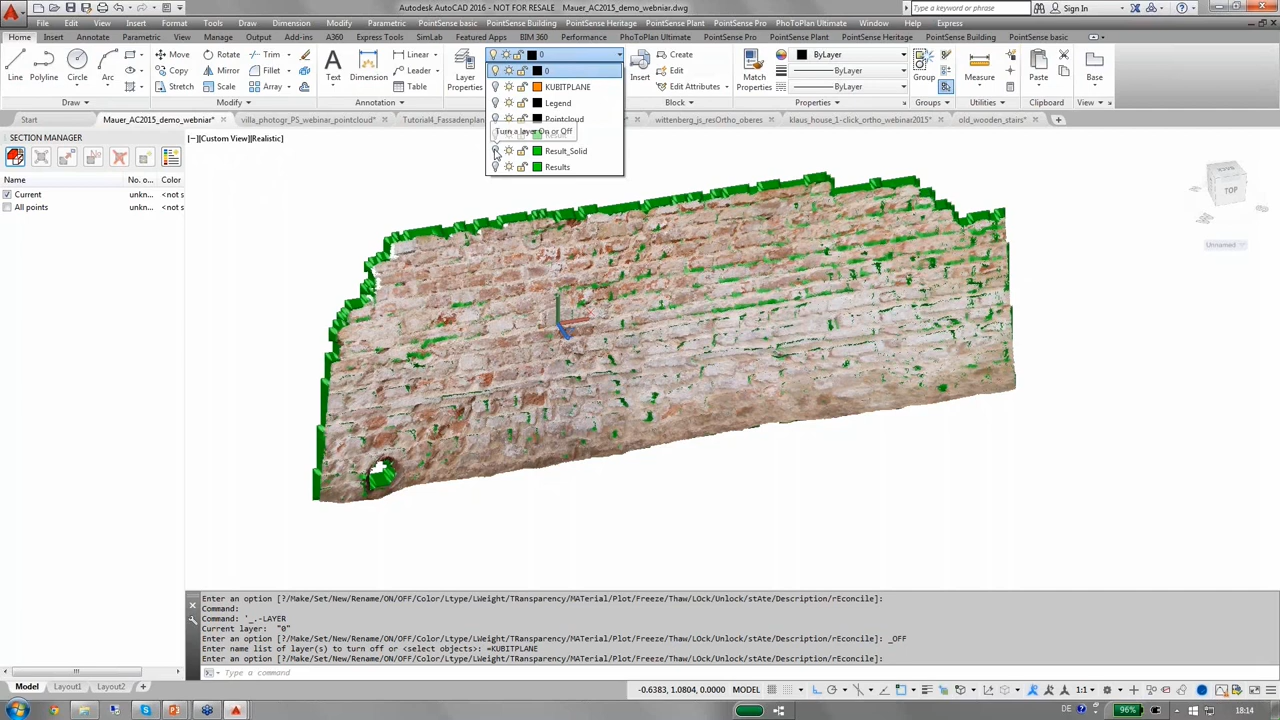 Autodesk AutoCAD 2016 - NOT FOR RESALE  Mauer_AC2015_demo_webniar.dwg
Type a keyword or phrase
Sign In
File Edit View Insert Format Tools Draw Dimension Modify Parametric PointSense basic PointSense Building PointSense Heritage PointSense Plant PhoToPlan Ultimate PointSense Pro PhoToPlan Ultimate Window Help Express
Home Insert Annotate Parametric View Manage Output Add-ins A360 Express Tools SimLab Featured Apps BIM 360 Performance PhoToPlan Ultimate PointSense Pro PointSense Plant PointSense Heritage PointSense Building PointSense basic
Line Polyline Circle Arc
Move Rotate Trim
Copy Mirror Fillet
Stretch Scale Array
Text Dimension
Linear
Leader
Table
Layer Properties
0
0
KUBITPLANE
Legend
Pointcloud
Turn a layer On or Off
Result_Solid
Results
Insert
Create
Edit
Edit Attributes
Match Properties
ByLayer
ByLayer
ByLayer
Group
Measure
Paste
Draw Modify Annotation Block Properties Groups Utilities Clipboard
Start Mauer_AC2015_demo_webniar* villa_photogr_PS_webinar_pointcloud* Tutorial4_Fassadenplan wittenberg_js_resOrtho_oberes klaus_house_1-click_ortho_webinar2015* old_wooden_stairs*
SECTION MANAGER
[−][Custom View][Realistic]
Name No. o... Color
Current unkn... <not s
All points unkn... <not s
TOP
Unnamed
Enter an option [?/Make/Set/New/Rename/ON/OFF/Color/Ltype/LWeight/TRansparency/MATerial/Plot/Freeze/Thaw/LOck/Unlock/stAte/Description/rEconcile]:
Command:
Command: '_.-LAYER
Current layer:  "0"
Enter an option [?/Make/Set/New/Rename/ON/OFF/Color/Ltype/LWeight/TRansparency/MATerial/Plot/Freeze/Thaw/LOck/Unlock/stAte/Description/rEconcile]: _OFF
Enter name list of layer(s) to turn off or <select objects>: =KUBITPLANE
Enter an option [?/Make/Set/New/Rename/ON/OFF/Color/Ltype/LWeight/TRansparency/MATerial/Plot/Freeze/Thaw/LOck/Unlock/stAte/Description/rEconcile]:
Type a command
Model Layout1 Layout2 +
-0.6383, 1.0804, 0.0000 MODEL 1:1
DE 96% 18:14